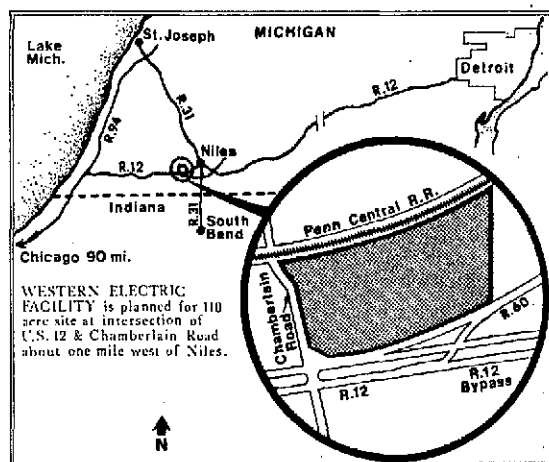 Lake
Mich.
St. Joseph
MICHIGAN
Detroit
R.12
R.31
R.94
Niles
R.12
Indiana
R.31
South
Bend
Chicago 90 mi.
Penn Central R.R.
Chamberlain
Road
R.60
R.12
Bypass
R.12
WESTERN ELECTRIC
FACILITY is planned for 110
acre site at intersection of
U.S. 12 & Chamberlain Road
about one mile west of Niles.
N